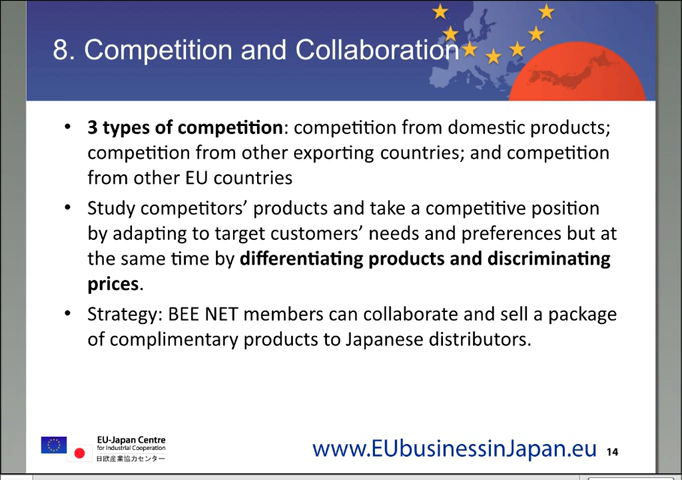 8. Competition and Collaboration
• 3 types of competition: competition from domestic products;
competition from other exporting countries; and competition
from other EU countries
• Study competitors' products and take a competitive position
by adapting to target customers' needs and preferences but at
the same time by differentiating products and discriminating
prices.
• Strategy: BEE NET members can collaborate and sell a package
of complimentary products to Japanese distributors.
EU-Japan Centre
for Industrial Cooperation
日欧産業協力センター
www.EUbusinessinJapan.eu 14